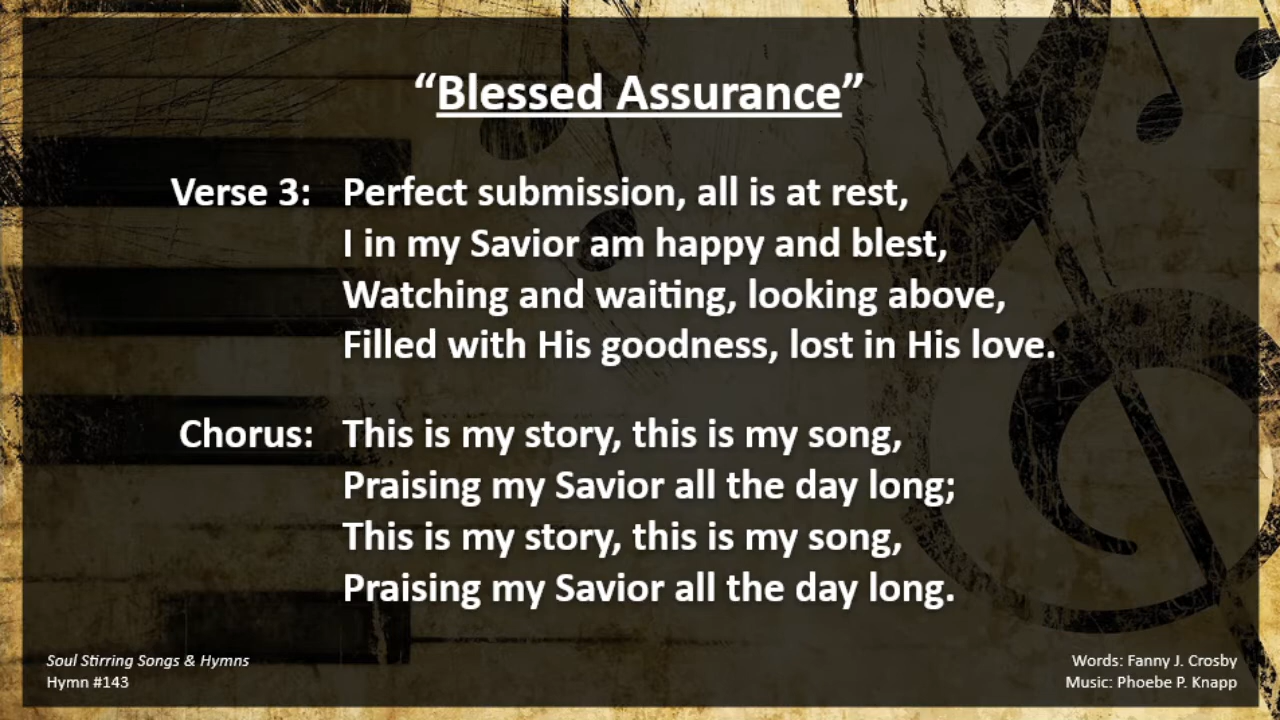 “Blessed Assurance”
Verse 3: Perfect submission, all is at rest,
I in my Savior am happy and blest,
Watching and waiting, looking above,
Filled with His goodness, lost in His love.
Chorus: This is my story, this is my song,
Praising my Savior all the day long;
This is my story, this is my song,
Praising my Savior all the day long.
Soul Stirring Songs & Hymns
Hymn #143
Words: Fanny J. Crosby
Music: Phoebe P. Knapp